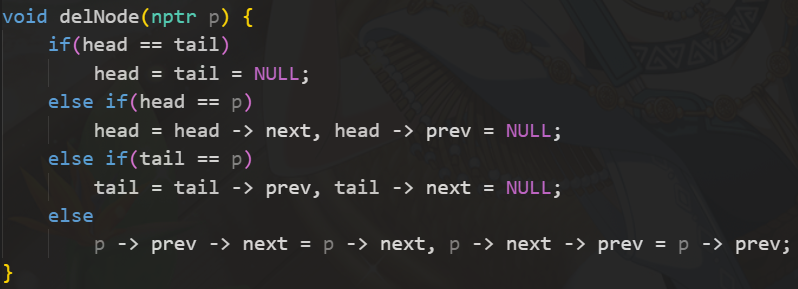 void delNode(nptr p) {
    if(head == tail)
        head = tail = NULL;
    else if(head == p)
        head = head -> next, head -> prev = NULL;
    else if(tail == p)
        tail = tail -> prev, tail -> next = NULL;
    else
        p -> prev -> next = p -> next, p -> next -> prev = p -> prev;
}